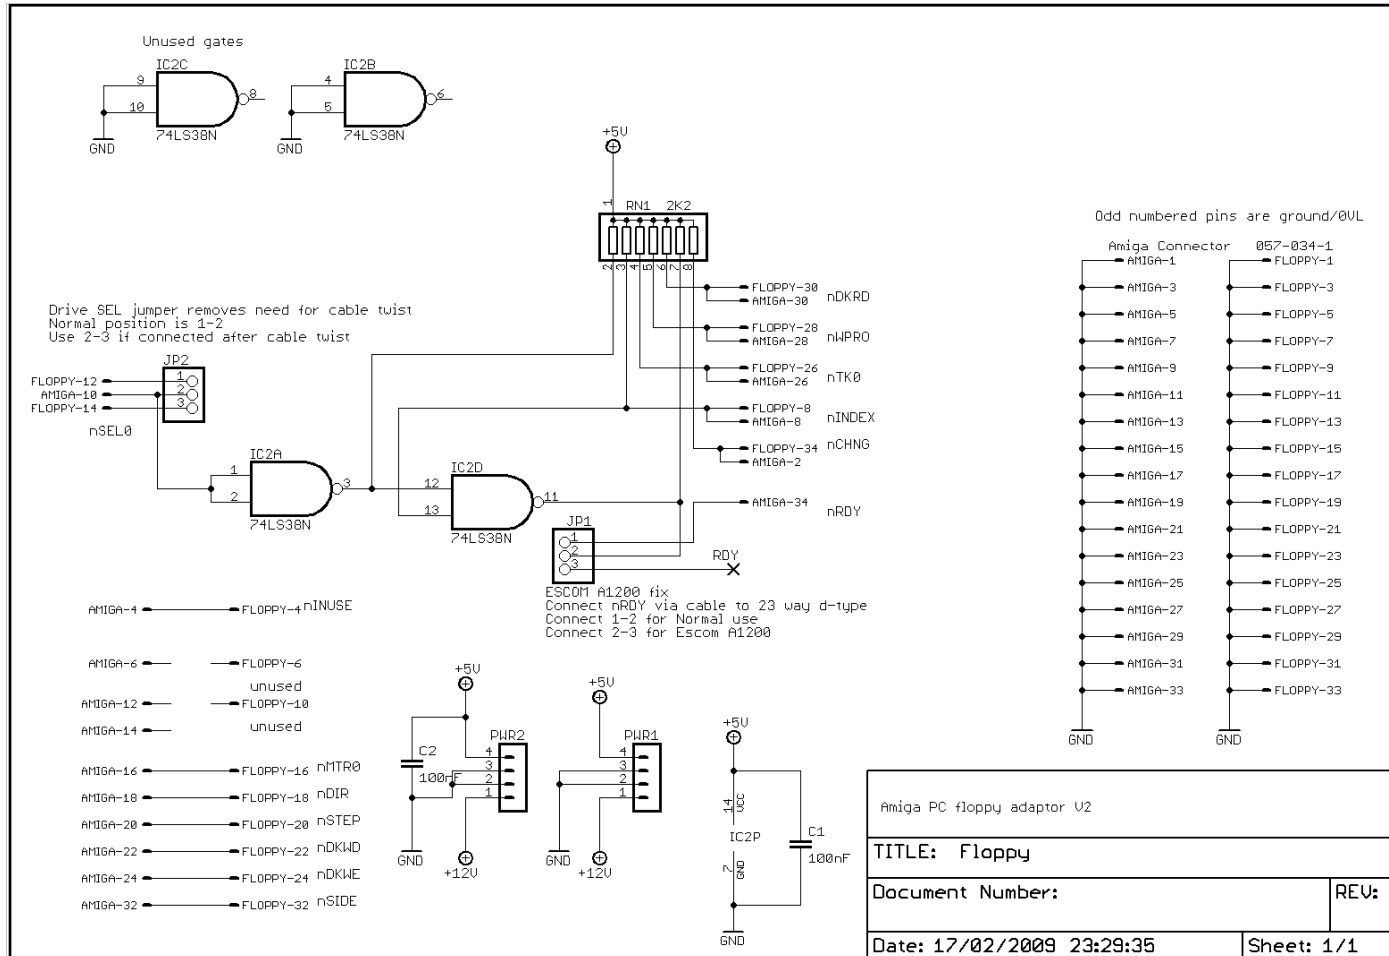 Unused gates
IC2C
9
10
8
74LS38N
GND
IC2B
4
5
6
74LS38N
GND
+5V
1
RN1 2K2
2 3 4 5 6 7 8
FLOPPY-30
AMIGA-30
nDKRD
FLOPPY-28
AMIGA-28
nWPRO
FLOPPY-26
AMIGA-26
nTK0
FLOPPY-8
AMIGA-8
nINDEX
FLOPPY-34
AMIGA-2
nCHNG
AMIGA-34
nRDY
Drive SEL jumper removes need for cable twist
Normal position is 1-2
Use 2-3 if connected after cable twist
JP2
FLOPPY-12
AMIGA-10
FLOPPY-14
1
2
3
nSEL0
IC2A
1
2
3
74LS38N
IC2D
12
13
11
74LS38N
JP1
1
2
3
RDY
ESCOM A1200 fix
Connect nRDY via cable to 23 way d-type
Connect 1-2 for Normal use
Connect 2-3 for Escom A1200
AMIGA-4 FLOPPY-4 nINUSE
AMIGA-6 FLOPPY-6
unused
AMIGA-12 FLOPPY-10
AMIGA-14 unused
AMIGA-16 FLOPPY-16 nMTR0
AMIGA-18 FLOPPY-18 nDIR
AMIGA-20 FLOPPY-20 nSTEP
AMIGA-22 FLOPPY-22 nDKWD
AMIGA-24 FLOPPY-24 nDKWE
AMIGA-32 FLOPPY-32 nSIDE
+5V
C2
100nF
PWR2
4
3
2
1
GND
+12V
+5V
PWR1
4
3
2
1
GND
+12V
+5V
14 VCC
IC2P
7 GND
C1
100nF
GND
Odd numbered pins are ground/0VL
Amiga Connector 057-034-1
AMIGA-1 FLOPPY-1
AMIGA-3 FLOPPY-3
AMIGA-5 FLOPPY-5
AMIGA-7 FLOPPY-7
AMIGA-9 FLOPPY-9
AMIGA-11 FLOPPY-11
AMIGA-13 FLOPPY-13
AMIGA-15 FLOPPY-15
AMIGA-17 FLOPPY-17
AMIGA-19 FLOPPY-19
AMIGA-21 FLOPPY-21
AMIGA-23 FLOPPY-23
AMIGA-25 FLOPPY-25
AMIGA-27 FLOPPY-27
AMIGA-29 FLOPPY-29
AMIGA-31 FLOPPY-31
AMIGA-33 FLOPPY-33
GND GND
Amiga PC floppy adaptor V2
TITLE: Floppy
Document Number:
REV:
Date: 17/02/2009 23:29:35
Sheet: 1/1